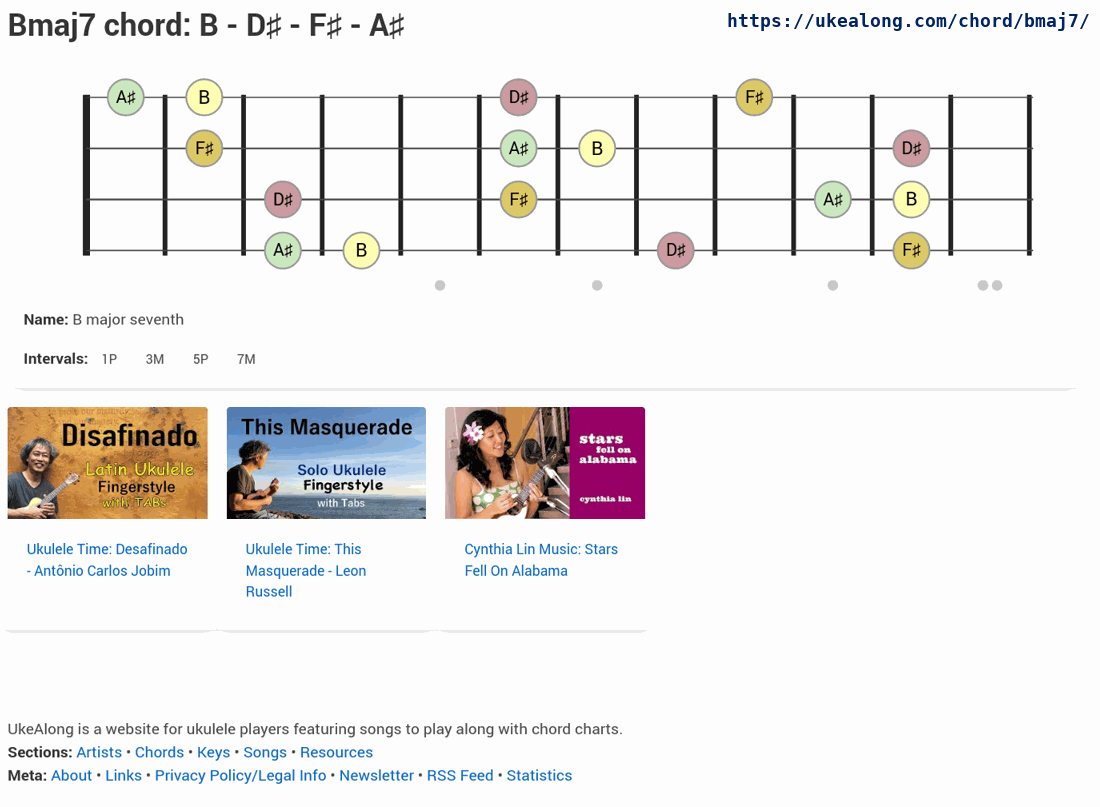 Bmaj7 chord: B - D♯ - F♯ - A♯
https://ukealong.com/chord/bmaj7/
A♯ B D♯ F♯
F♯ A♯ B D♯
D♯ F♯ A♯ B
A♯ B D♯ F♯
Name: B major seventh
Intervals: 1P 3M 5P 7M
Disafinado
Latin Ukulele
Fingerstyle
with TABs
This Masquerade
Solo Ukulele
Fingerstyle
with Tabs
stars
fell on
alabama
cynthia lin
Ukulele Time: Desafinado
- Antônio Carlos Jobim
Ukulele Time: This
Masquerade - Leon
Russell
Cynthia Lin Music: Stars
Fell On Alabama
UkeAlong is a website for ukulele players featuring songs to play along with chord charts.
Sections: Artists • Chords • Keys • Songs • Resources
Meta: About • Links • Privacy Policy/Legal Info • Newsletter • RSS Feed • Statistics